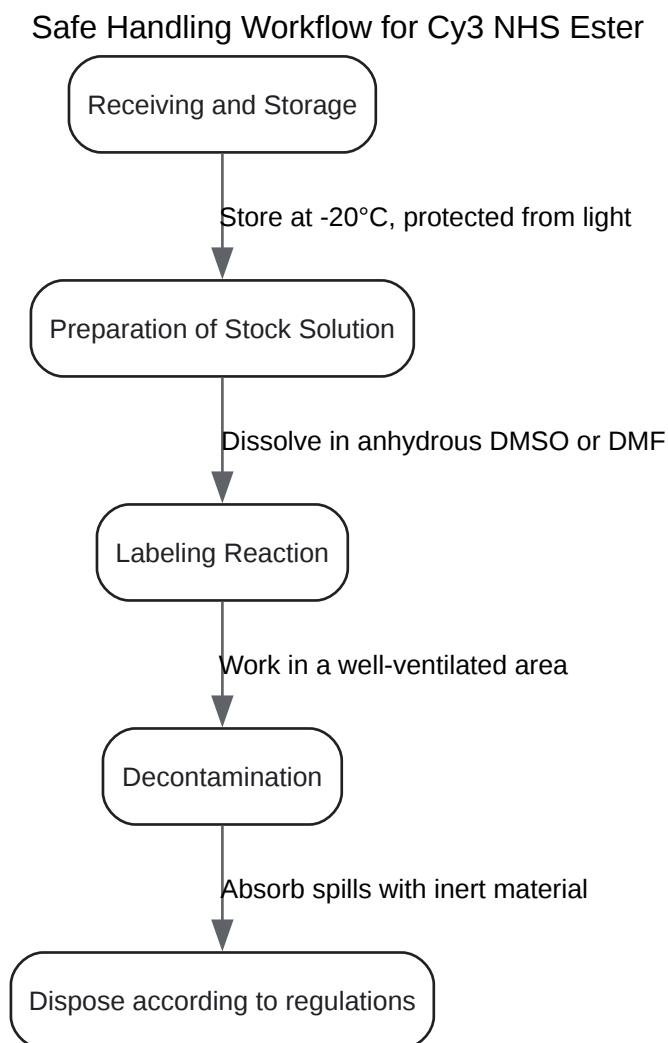 Safe Handling Workflow for Cy3 NHS Ester
Receiving and Storage
Store at -20°C, protected from light
Preparation of Stock Solution
Dissolve in anhydrous DMSO or DMF
Labeling Reaction
Work in a well-ventilated area
Decontamination
Absorb spills with inert material
Dispose according to regulations